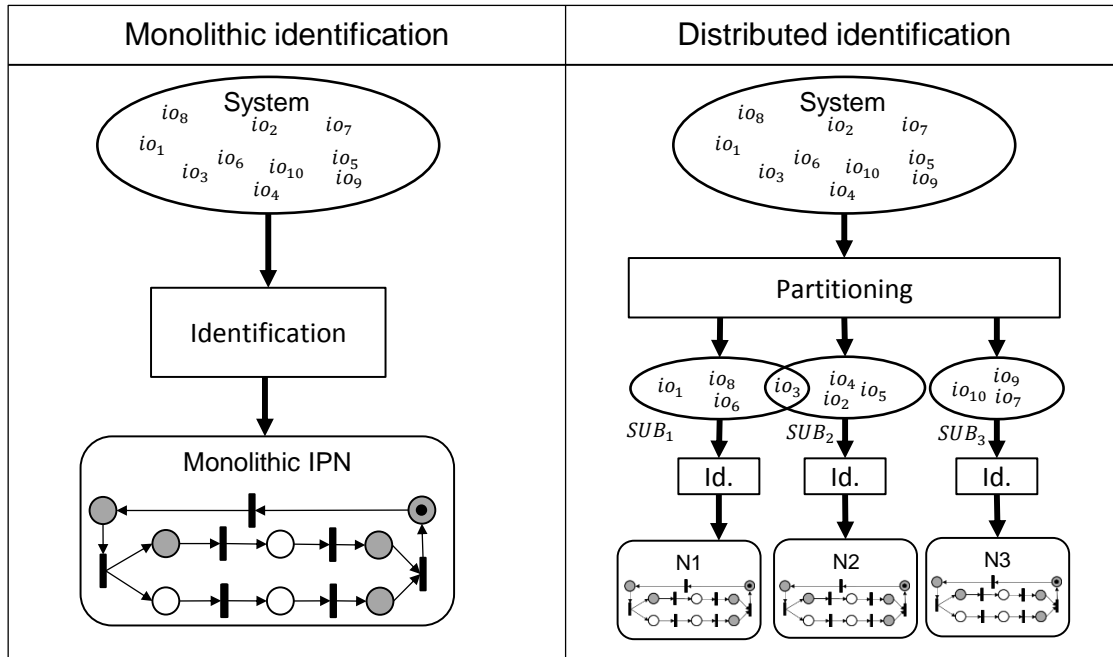 Monolithic identification
Distributed identification
System
io₈
io₂
io₇
io₁
io₆
io₅
io₃
io₁₀
io₉
io₄
Identification
Monolithic IPN
System
io₈
io₂
io₇
io₁
io₆
io₅
io₃
io₁₀
io₉
io₄
Partitioning
io₁ io₈ io₆ io₃
io₄ io₂ io₅
io₉ io₁₀ io₇
SUB₁
SUB₂
SUB₃
Id.
Id.
Id.
N1
N2
N3